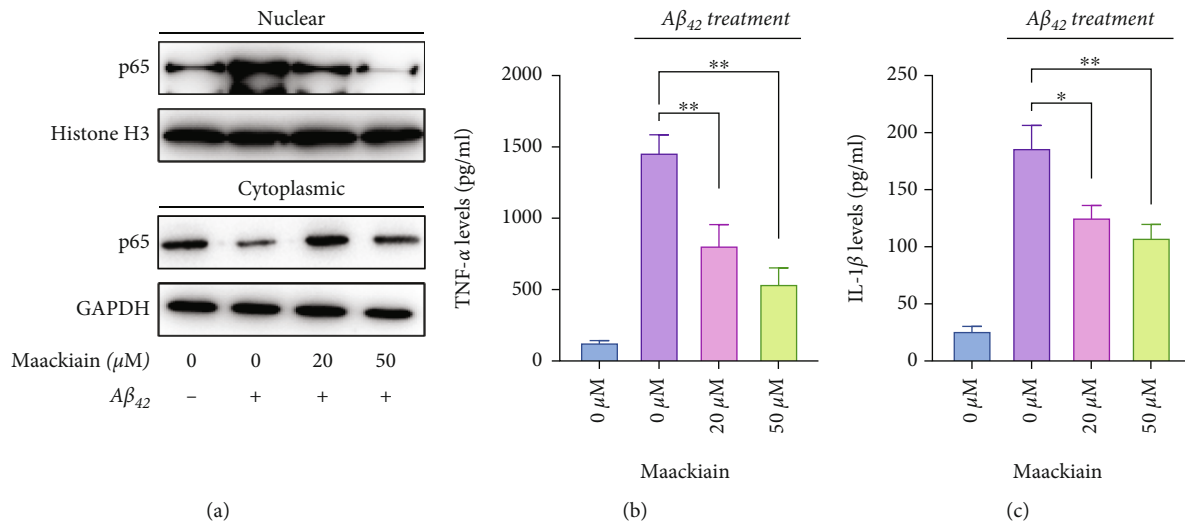 Nuclear
p65
Histone H3
Cytoplasmic
p65
GAPDH
Maackiain (μM) 0 0 20 50
Aβ42 – + + +
(a)
Aβ42 treatment
TNF-α levels (pg/ml)
2000
1500
1000
500
0
**
**
0 μM
0 μM
20 μM
50 μM
Maackiain
(b)
Aβ42 treatment
IL-1β levels (pg/ml)
250
200
150
100
50
0
**
*
0 μM
0 μM
20 μM
50 μM
Maackiain
(c)